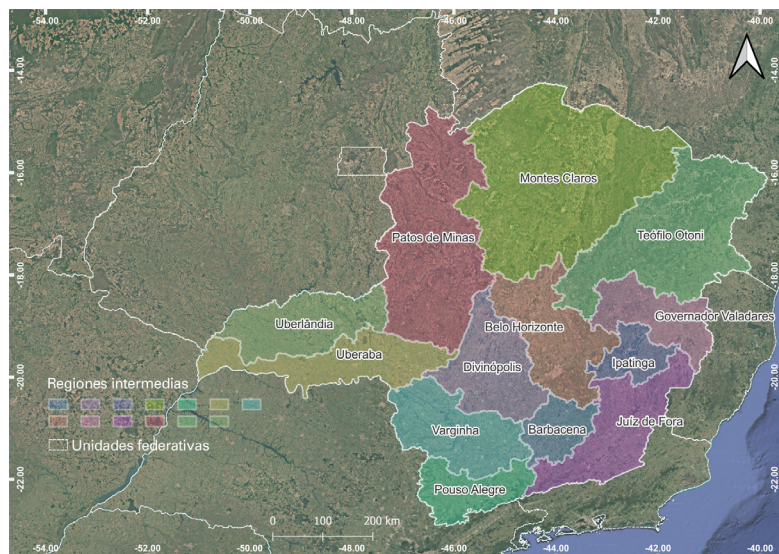 -54.00 -52.00 -50.00 -48.00 -46.00 -44.00 -42.00 -40.00
-14.00 -14.00
-16.00 -16.00
Montes Claros
Teófilo Otoni
Patos de Minas
-18.00 -18.00
Governador Valadares
Uberlândia
Belo Horizonte
Uberaba
Ipatinga
Divinópolis
-20.00 -20.00
Regiones intermedias
Juíz de Fora
Varginha
Barbacena
Unidades federativas
Pouso Alegre
-22.00 -22.00
0 100 200 km
-54.00 -52.00 -50.00 -48.00 -46.00 -44.00 -42.00 -40.00